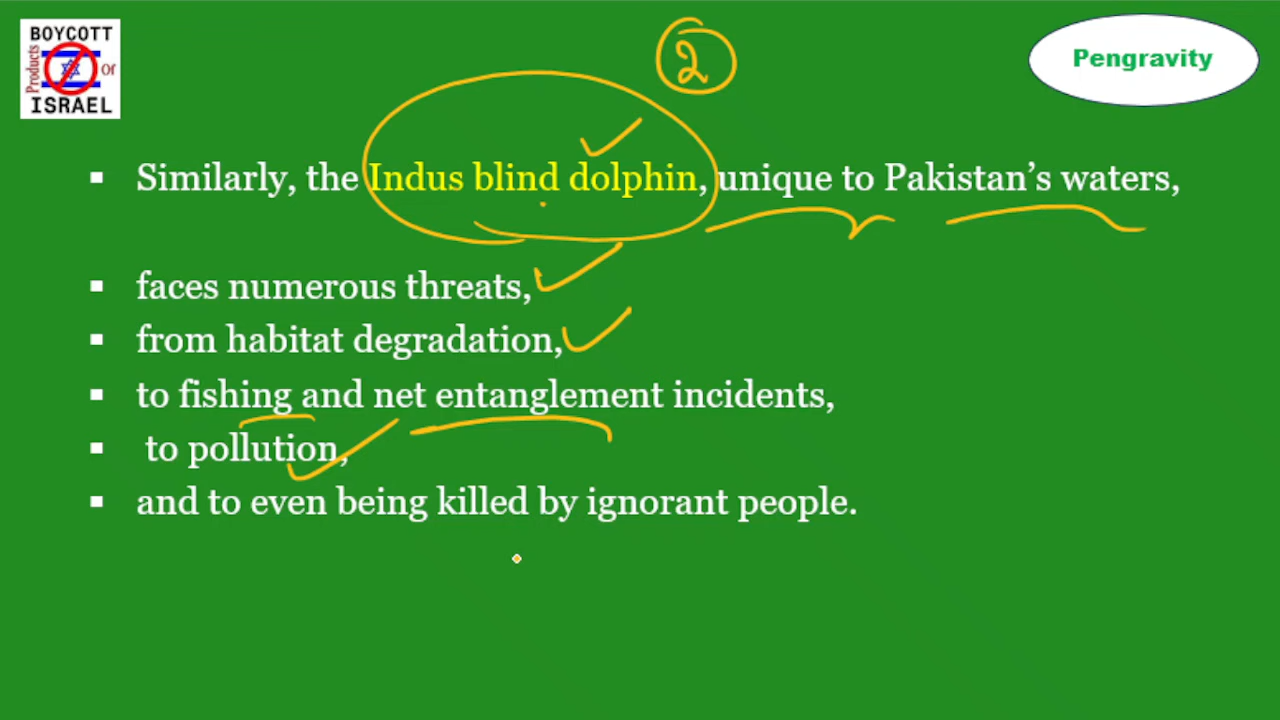 BOYCOTT
Products
or
ISRAEL
Pengravity
2
▪ Similarly, the Indus blind dolphin, unique to Pakistan’s waters,
▪ faces numerous threats,
▪ from habitat degradation,
▪ to fishing and net entanglement incidents,
▪ to pollution,
▪ and to even being killed by ignorant people.